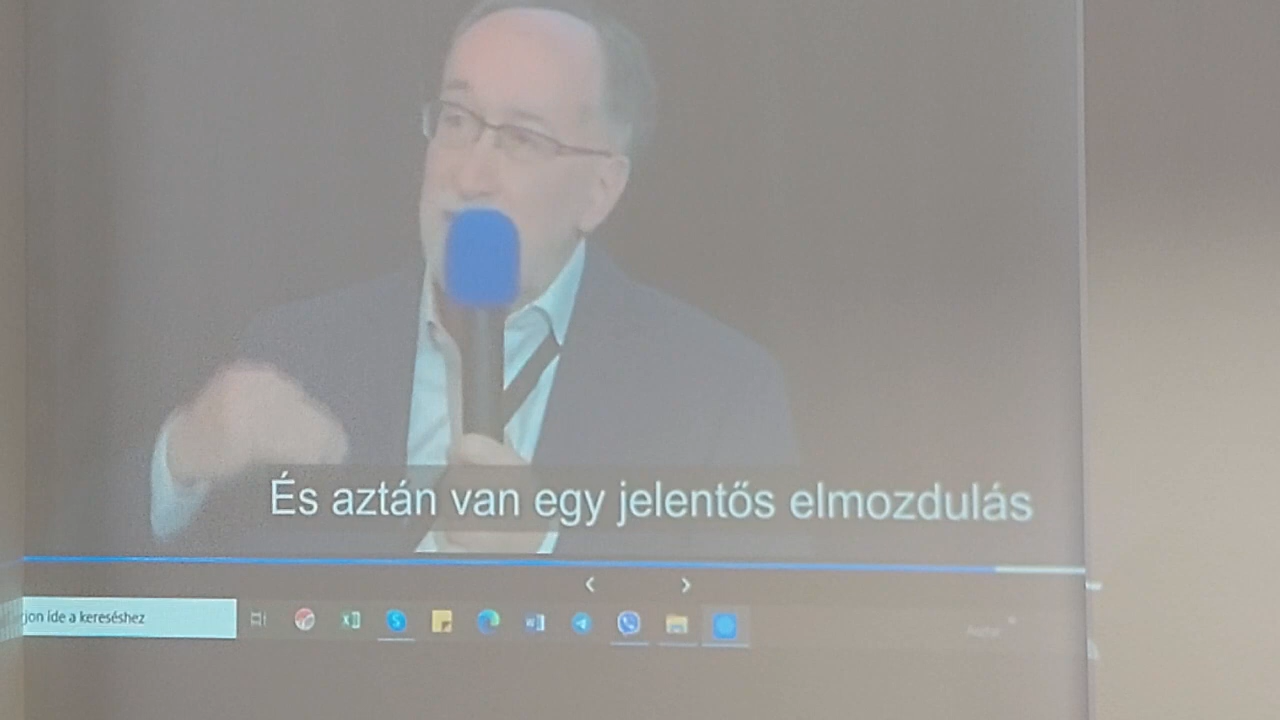 És aztán van egy jelentős elmozdulás
jon ide a kereséshez